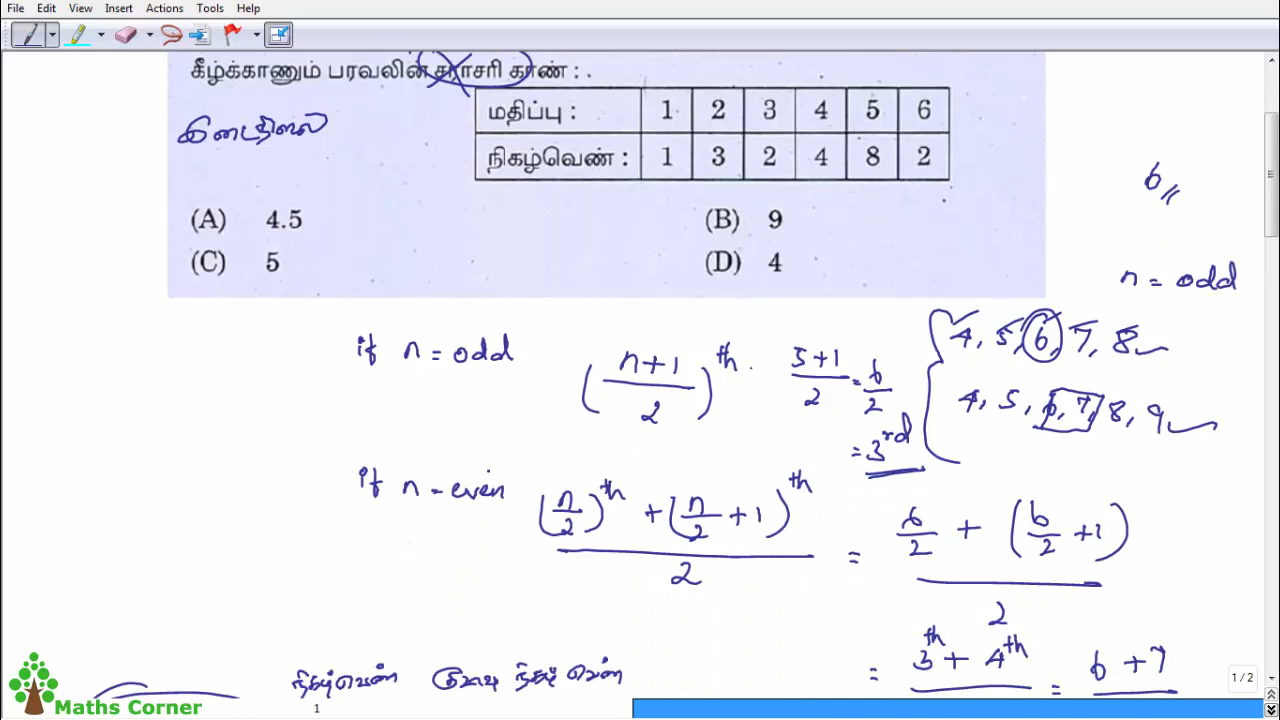 File Edit View Insert Actions Tools Help
கீழ்க்காணும் பரவலின் சராசரி காண் :
இடைநிலை
மதிப்பு : 1 2 3 4 5 6
நிகழ்வெண் : 1 3 2 4 8 2
6
(A) 4.5 (B) 9
(C) 5 (D) 4
n = odd
if n = odd
(n+1/2)th
5+1/2 = 6/2
= 3rd
4, 5, 6, 7, 8
4, 5, 6, 7, 8, 9
if n = even
(n/2)th + (n/2 + 1)th
2
= 6/2 + (6/2 + 1)
2
= 3th + 4th = 6 + 7
நிகழ்வெண் குவிவு நிகழ் வெண்
Maths Corner
1
1 / 2